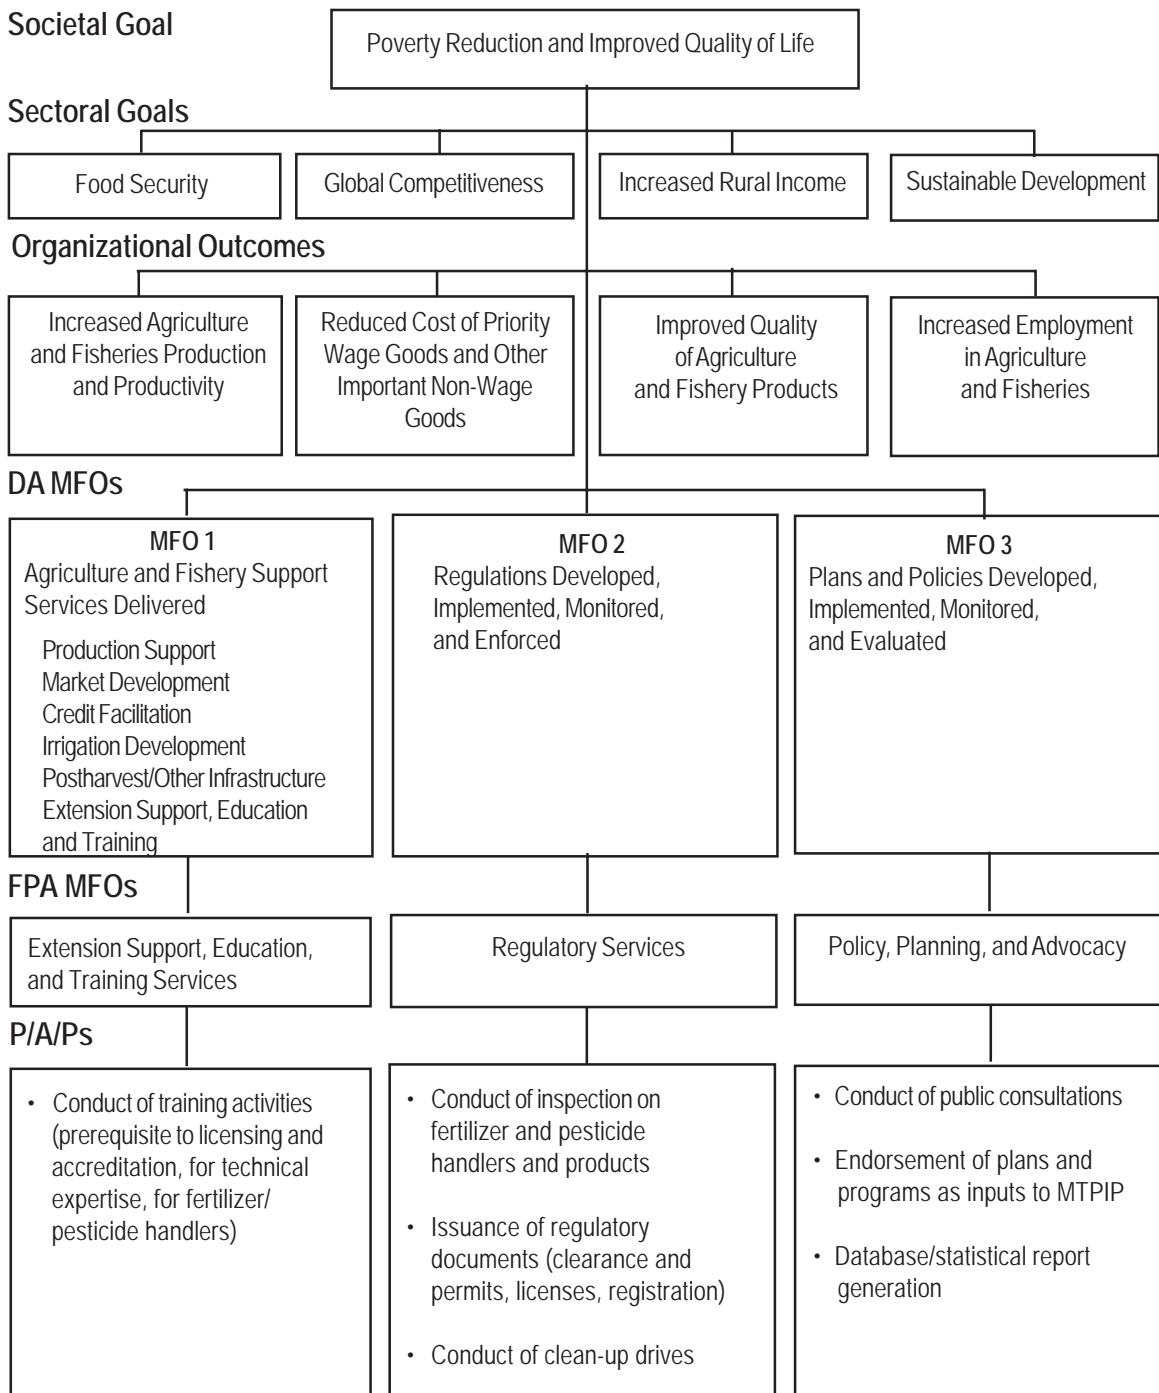 Societal Goal
Poverty Reduction and Improved Quality of Life
Sectoral Goals
Food Security
Global Competitiveness
Increased Rural Income
Sustainable Development
Organizational Outcomes
Increased Agriculture
and Fisheries Production
and Productivity
Reduced Cost of Priority
Wage Goods and Other
Important Non-Wage
Goods
Improved Quality
of Agriculture
and Fishery Products
Increased Employment
in Agriculture
and Fisheries
DA MFOs
MFO 1
Agriculture and Fishery Support
Services Delivered
Production Support
Market Development
Credit Facilitation
Irrigation Development
Postharvest/Other Infrastructure
Extension Support, Education
and Training
MFO 2
Regulations Developed,
Implemented, Monitored,
and Enforced
MFO 3
Plans and Policies Developed,
Implemented, Monitored,
and Evaluated
FPA MFOs
Extension Support, Education,
and Training Services
Regulatory Services
Policy, Planning, and Advocacy
P/A/Ps
• Conduct of training activities
(prerequisite to licensing and
accreditation, for technical
expertise, for fertilizer/
pesticide handlers)
• Conduct of inspection on
fertilizer and pesticide
handlers and products
• Issuance of regulatory
documents (clearance and
permits, licenses, registration)
• Conduct of clean-up drives
• Conduct of public consultations
• Endorsement of plans and
programs as inputs to MTPIP
• Database/statistical report
generation